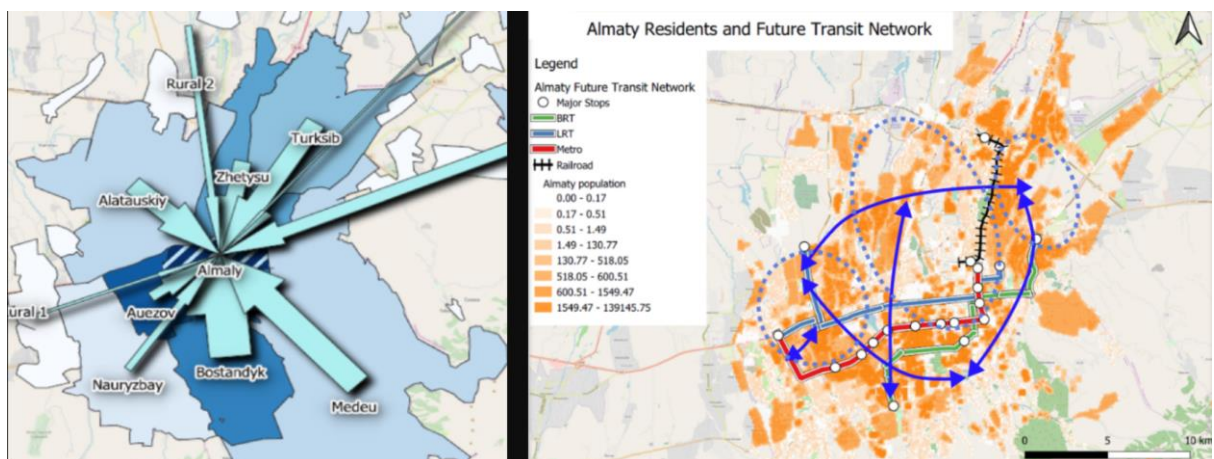 Rural 2
Turksib
Zhetysu
Alatauskiy
Almaly
ural 1
Auezov
Nauryzbay
Bostandyk
Medeu
Almaty Residents and Future Transit Network
Legend
Almaty Future Transit Network
Major Stops
BRT
LRT
Metro
Railroad
Almaty population
0.00 - 0.17
0.17 - 0.51
0.51 - 1.49
1.49 - 130.77
130.77 - 518.05
518.05 - 600.51
600.51 - 1549.47
1549.47 - 139145.75
0 5 10 km